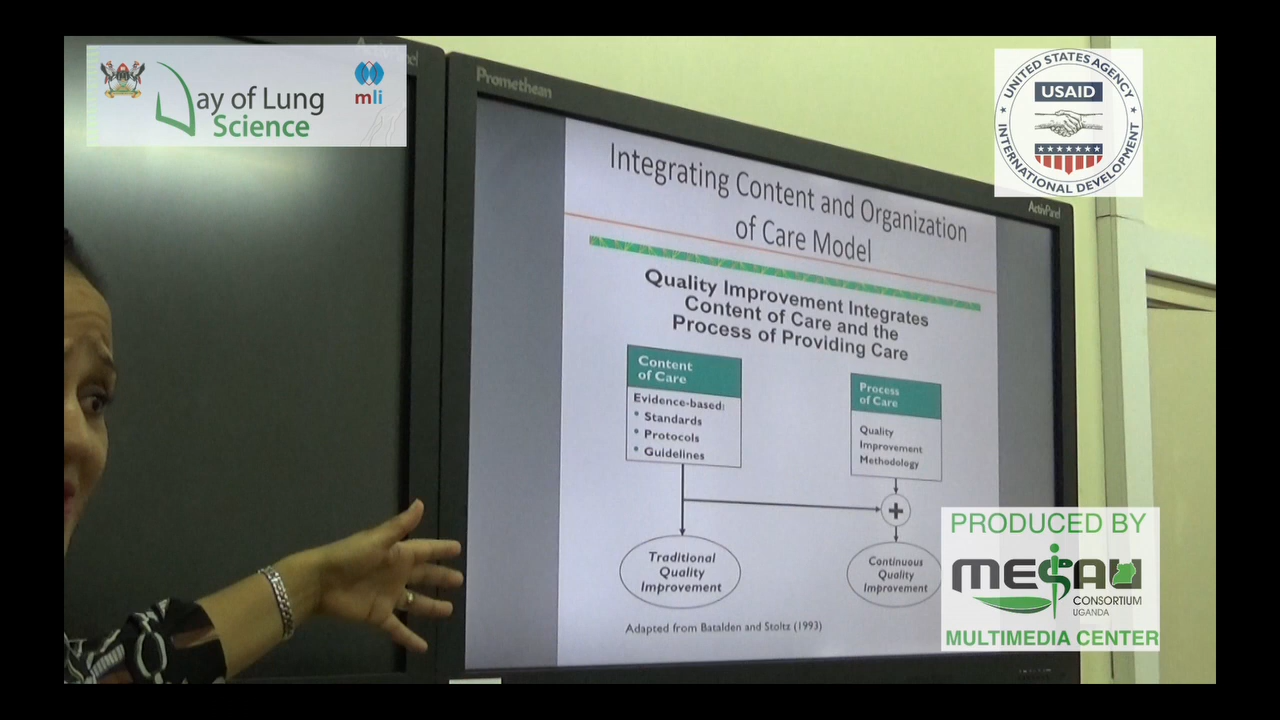 Day of Lung
Science
mli
Promethean
UNITED STATES AGENCY
USAID
INTERNATIONAL DEVELOPMENT
ActivPanel
Integrating Content and Organization
of Care Model
Quality Improvement Integrates
Content of Care and the
Process of Providing Care
Content
of Care
Evidence-based:
• Standards
• Protocols
• Guidelines
Process
of Care
Quality
Improvement
Methodology
+
Traditional
Quality
Improvement
Continuous
Quality
Improvement
Adapted from Batalden and Stoltz (1993)
PRODUCED BY
MESAU
CONSORTIUM
UGANDA
MULTIMEDIA CENTER